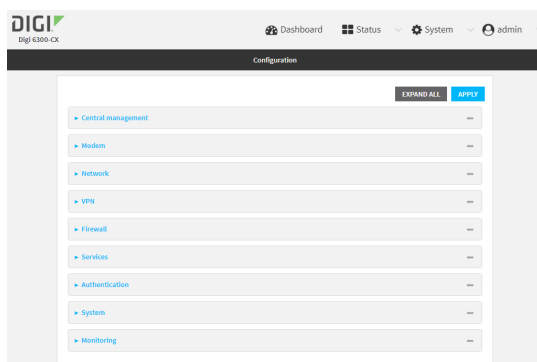 DIGI
Digi 6300-CX
Dashboard
Status
System
admin
Configuration
EXPAND ALL
APPLY
Central management
Modem
Network
VPN
Firewall
Services
Authentication
System
Monitoring